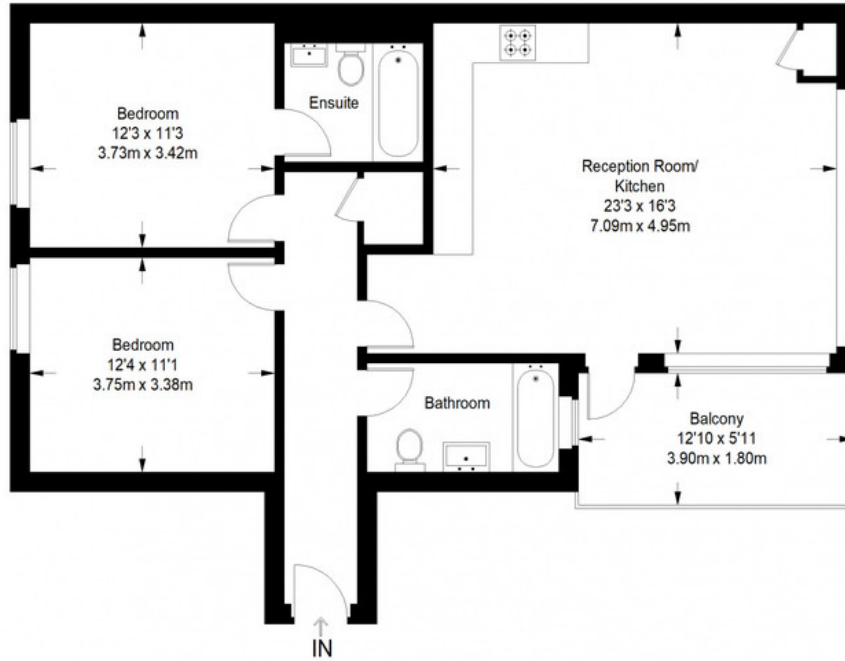 Bedroom
12'3 x 11'3
3.73m x 3.42m
Ensuite
Reception Room/
Kitchen
23'3 x 16'3
7.09m x 4.95m
Bedroom
12'4 x 11'1
3.75m x 3.38m
Bathroom
Balcony
12'10 x 5'11
3.90m x 1.80m
IN